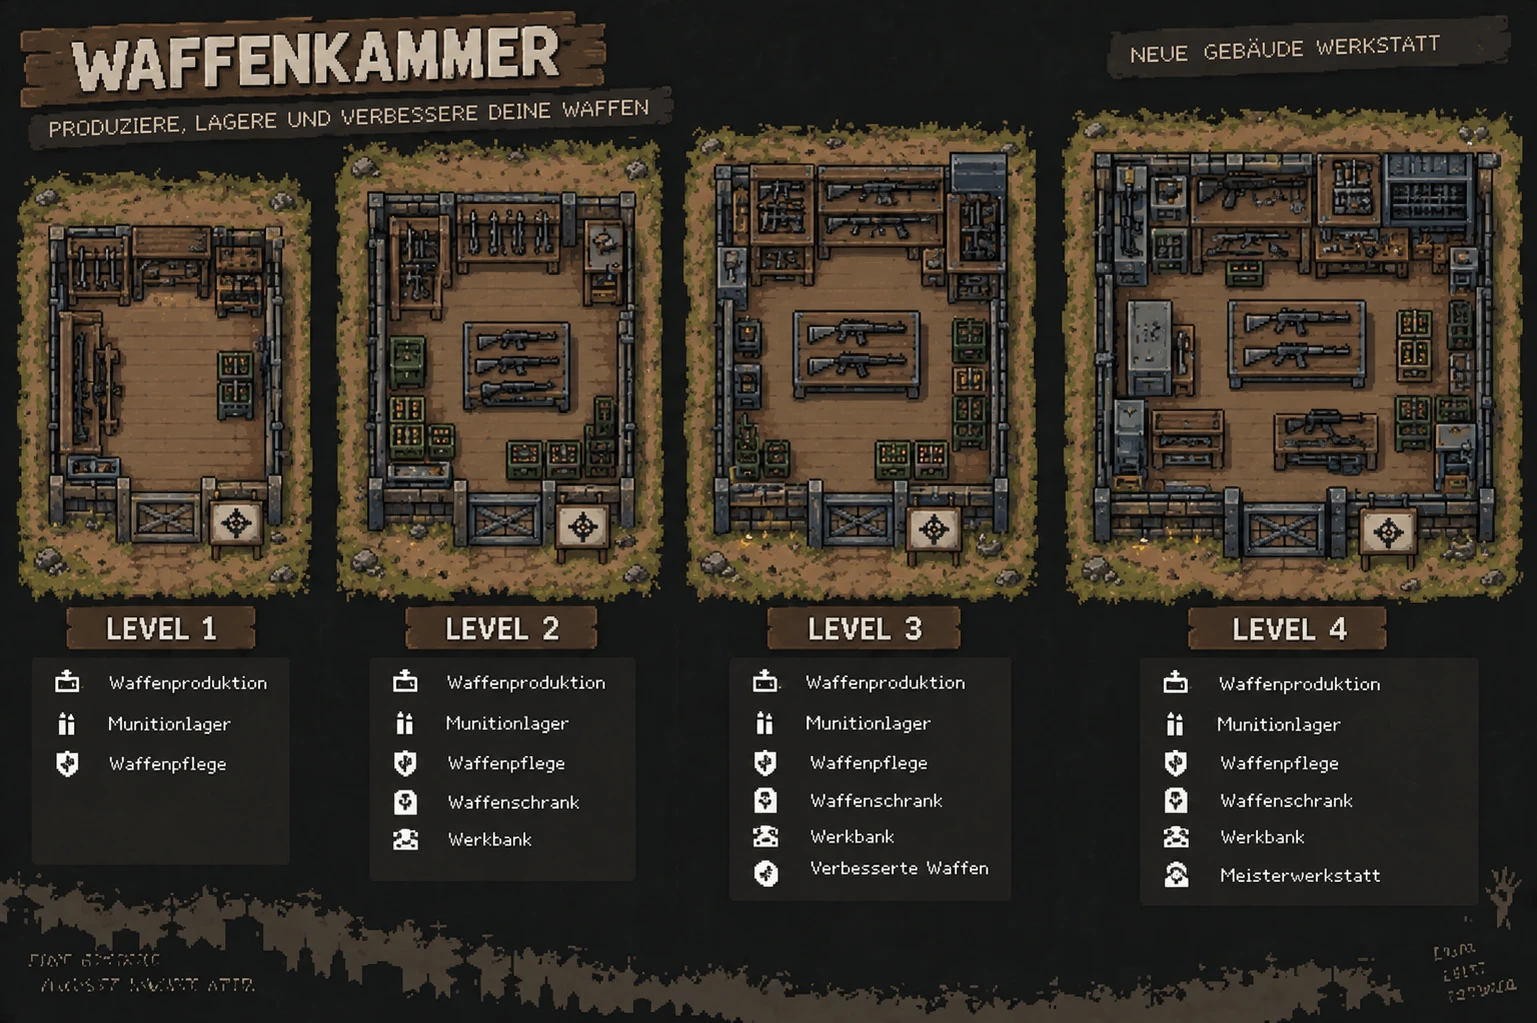 WAFFENKAMMER
PRODUZIERE, LAGERE UND VERBESSERE DEINE WAFFEN
NEUE GEBÄUDE WERKSTATT
LEVEL 1
Waffenproduktion
Munitionlager
Waffenpflege
LEVEL 2
Waffenproduktion
Munitionlager
Waffenpflege
Waffenschrank
Werkbank
LEVEL 3
Waffenproduktion
Munitionlager
Waffenpflege
Waffenschrank
Werkbank
Verbesserte Waffen
LEVEL 4
Waffenproduktion
Munitionlager
Waffenpflege
Waffenschrank
Werkbank
Meisterwerkstatt